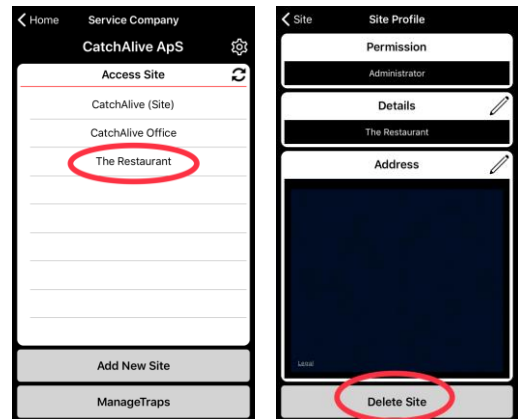 Home
Service Company
CatchAlive ApS
Access Site
CatchAlive (Site)
CatchAlive Office
The Restaurant
Add New Site
ManageTraps
Site
Site Profile
Permission
Administrator
Details
The Restaurant
Address
Legal
Delete Site